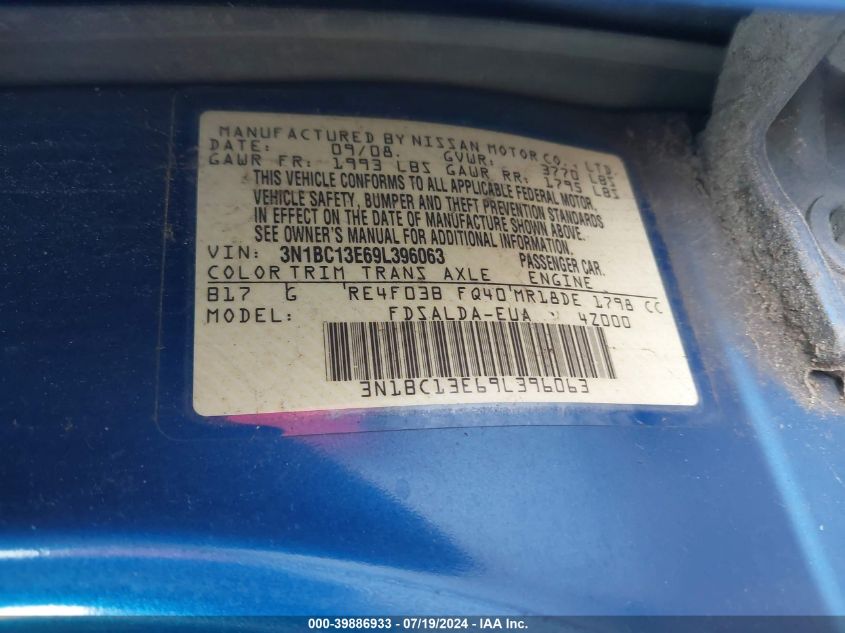 MANUFACTURED BY NISSAN MOTOR CO., LTD.
DATE: 09/08. GVWR: 3770 LBS
GAWR FR: 1993 LBS GAWR RR: 1795 LBS
THIS VEHICLE CONFORMS TO ALL APPLICABLE FEDERAL MOTOR
VEHICLE SAFETY, BUMPER AND THEFT PREVENTION STANDARDS
IN EFFECT ON THE DATE OF MANUFACTURE SHOWN ABOVE.
SEE OWNER'S MANUAL FOR ADDITIONAL INFORMATION.
VIN: 3N1BC13E69L396063 PASSENGER CAR.
COLOR TRIM TRANS AXLE ENGINE
B17 G RE4F03B FQ40 MR18DE 1798 CC
MODEL: FDSALDA-EUA 4Z000
3N1BC13E69L396063
000-39886933 / 07/19/2024 / IAA Inc.